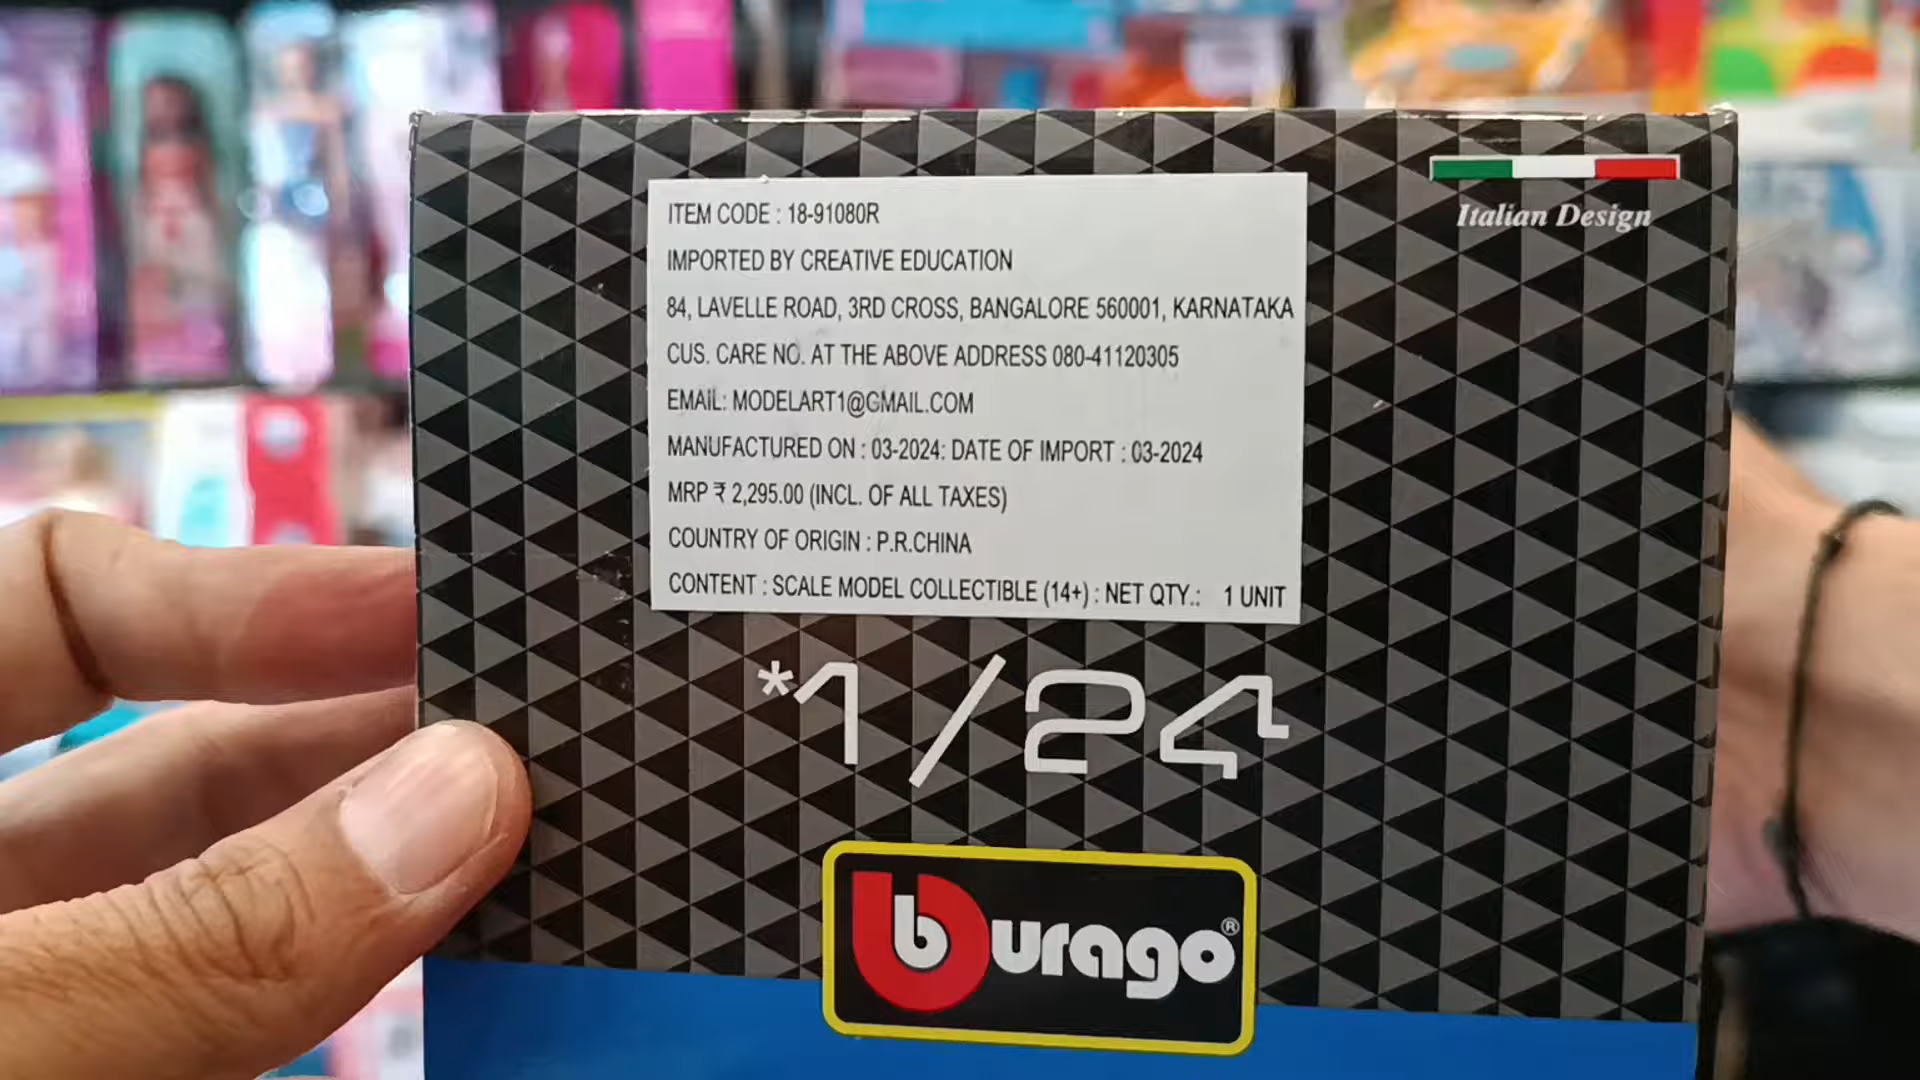 Italian Design
ITEM CODE : 18-91080R
IMPORTED BY CREATIVE EDUCATION
84, LAVELLE ROAD, 3RD CROSS, BANGALORE 560001, KARNATAKA
CUS. CARE NO. AT THE ABOVE ADDRESS 080-41120305
EMAIL: MODELART1@GMAIL.COM
MANUFACTURED ON : 03-2024: DATE OF IMPORT : 03-2024
MRP ₹ 2,295.00 (INCL. OF ALL TAXES)
COUNTRY OF ORIGIN : P.R.CHINA
CONTENT : SCALE MODEL COLLECTIBLE (14+) : NET QTY.: 1 UNIT
*1/24
burago®